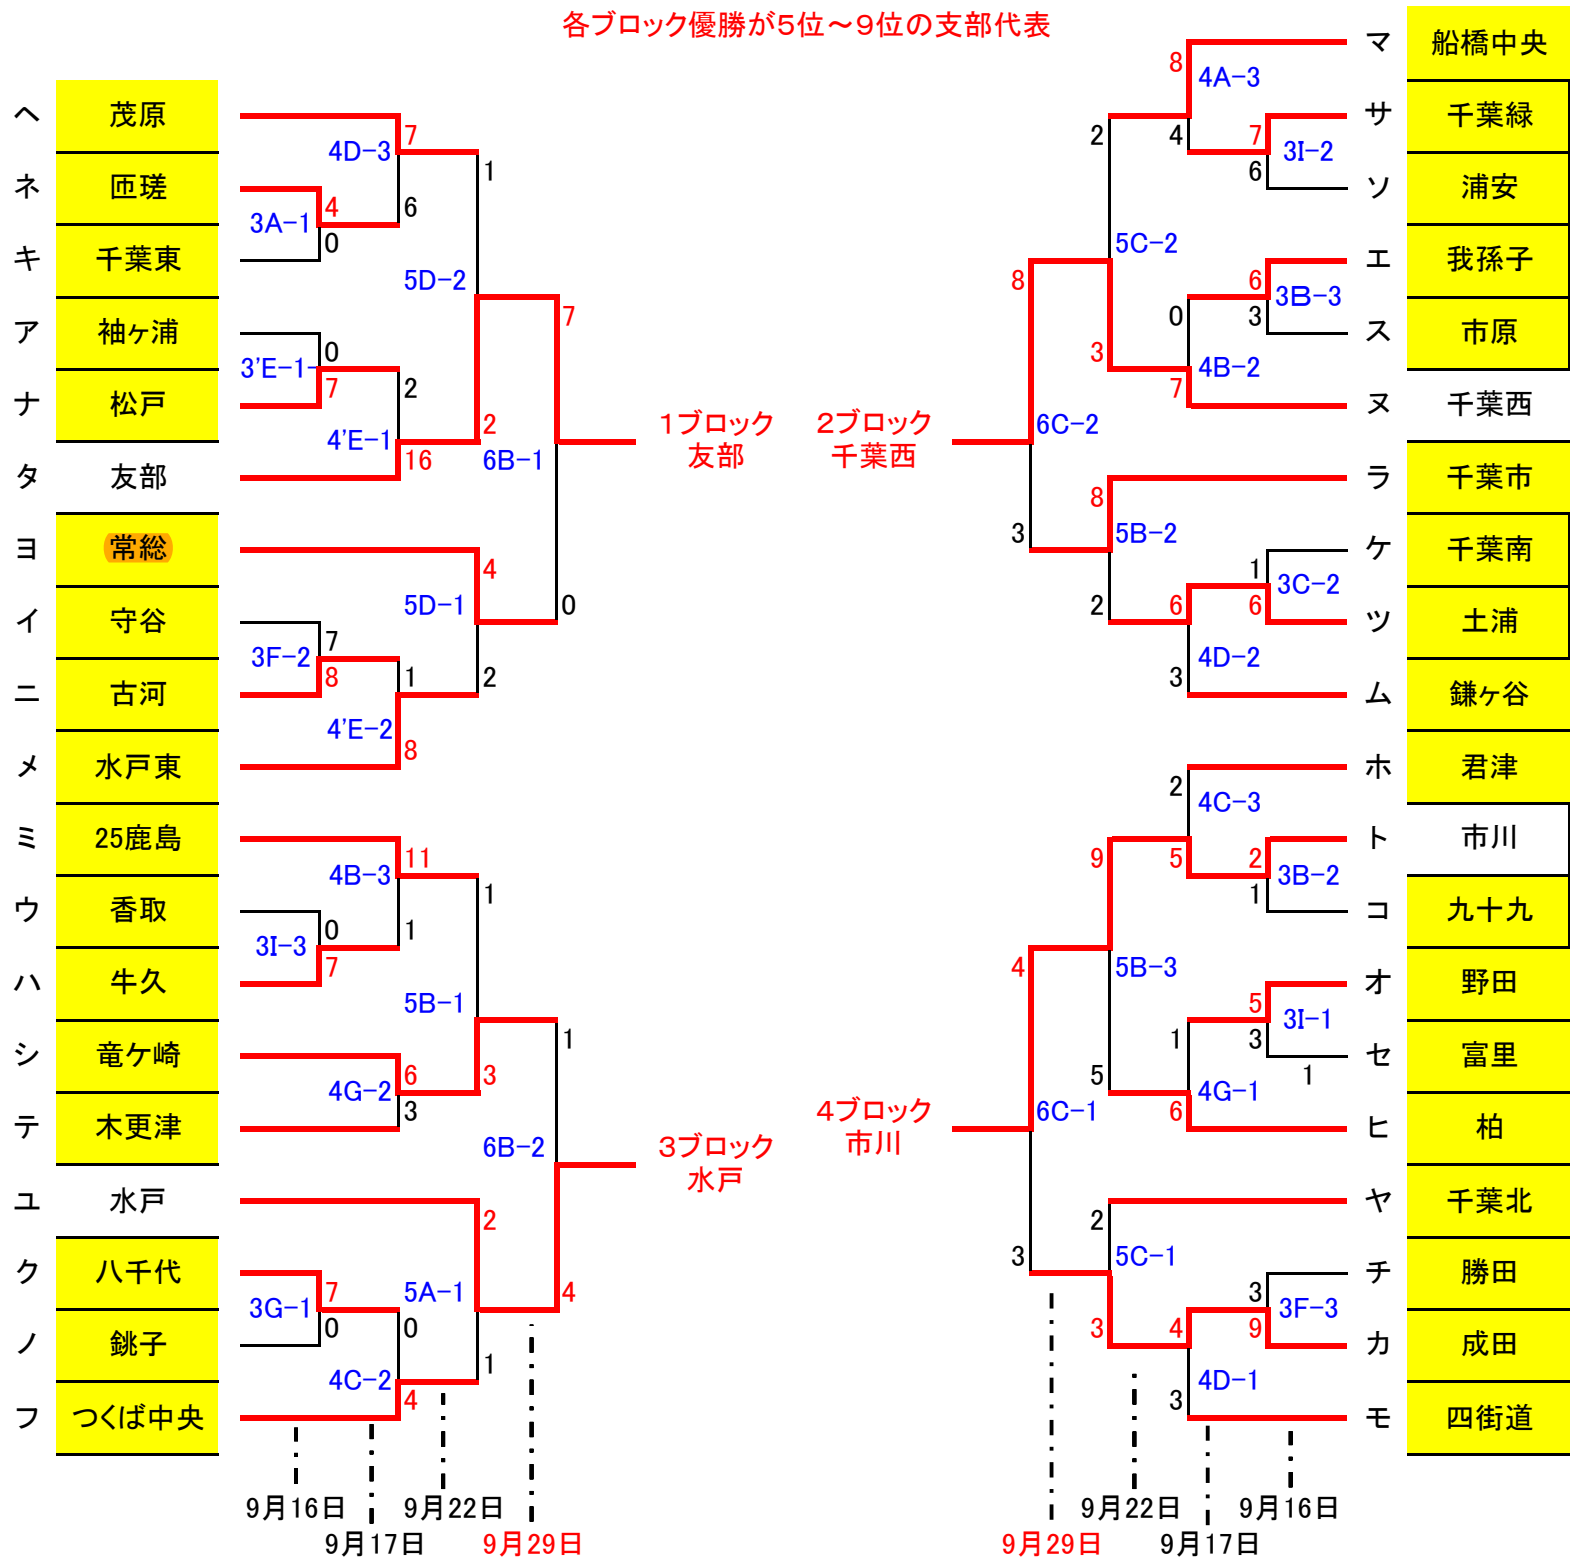 各ブロック優勝が5位～9位の支部代表
ヘ 茂原
ネ 匝瑳
キ 千葉東
ア 袖ヶ浦
ナ 松戸
タ 友部
ヨ 常総
イ 守谷
ニ 古河
メ 水戸東
ミ 25鹿島
ウ 香取
ハ 牛久
シ 竜ケ崎
テ 木更津
ユ 水戸
ク 八千代
ノ 銚子
フ つくば中央
4D-3 7 6
3A-1 4 0
5D-2 1 2
3'E-1 0 7
4'E-1 2 16
6B-1 7 0
5D-1 4 2
3F-2 7 8
4'E-2 1 8
4B-3 11 1
3I-3 0 7
5B-1 1 3
4G-2 6 3
6B-2 1 4
5A-1 2 1
3G-1 7 0
4C-2 0 4
1ブロック
友部
2ブロック
千葉西
3ブロック
水戸
4ブロック
市川
マ 船橋中央
サ 千葉緑
ソ 浦安
エ 我孫子
ス 市原
ヌ 千葉西
ラ 千葉市
ケ 千葉南
ツ 土浦
ム 鎌ヶ谷
ホ 君津
ト 市川
コ 九十九
オ 野田
セ 富里
ヒ 柏
ヤ 千葉北
チ 勝田
カ 成田
モ 四街道
8 4A-3 4
7 3I-2 6
2 5C-2 3
6 3B-3 3
0 4B-2 7
8 6C-2 3
8 5B-2 2
1 3C-2 6
6 4D-2 3
2 4C-3 5
2 3B-2 1
9 5B-3 5
5 3I-1 3
1
1 4G-1 6
4 6C-1 3
2 5C-1 3
3 3F-3 9
4 4D-1 3
9月16日
9月17日
9月22日
9月29日
9月29日
9月22日
9月17日
9月16日